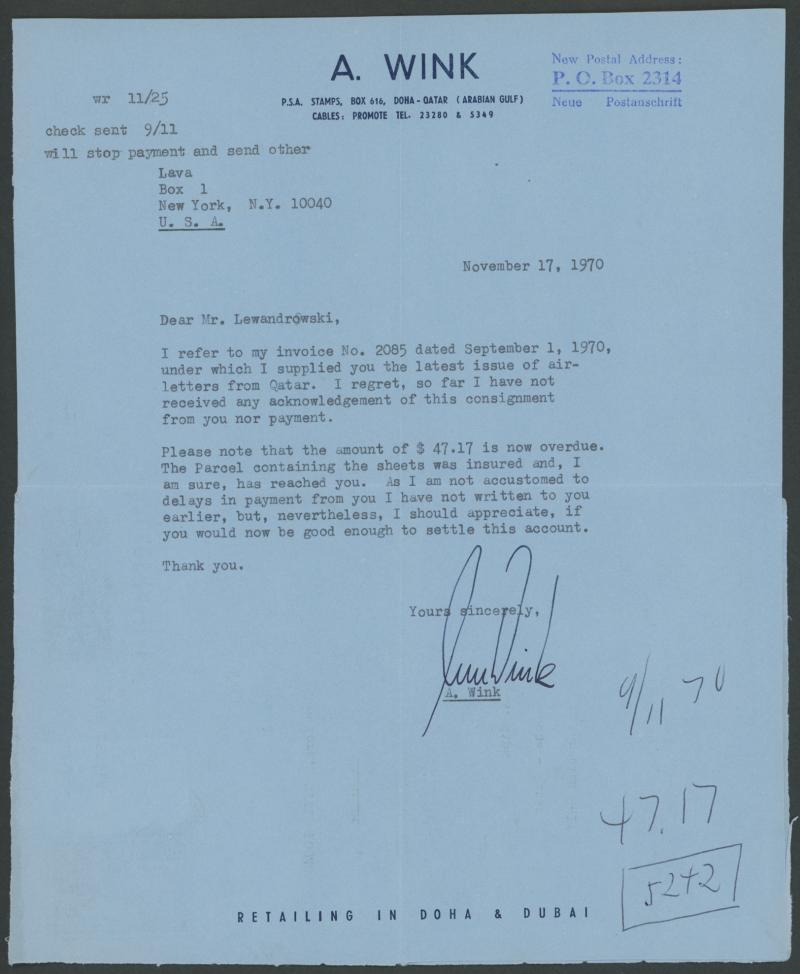 A. WINK
P.S.A. STAMPS, BOX 616, DOHA - QATAR (ARABIAN GULF)
CABLES: PROMOTE TEL. 23280 & 5349
New Postal Address:
P. O. Box 2314
Neue Postanschrift
wr 11/25
check sent 9/11
will stop payment and send other
Lava
Box 1
New York, N.Y. 10040
U. S. A.
November 17, 1970
Dear Mr. Lewandrowski,
I refer to my invoice No. 2085 dated September 1, 1970,
under which I supplied you the latest issue of air-
letters from Qatar. I regret, so far I have not
received any acknowledgement of this consignment
from you nor payment.
Please note that the amount of $ 47.17 is now overdue.
The Parcel containing the sheets was insured and, I
am sure, has reached you. As I am not accustomed to
delays in payment from you I have not written to you
earlier, but, nevertheless, I should appreciate, if
you would now be good enough to settle this account.
Thank you.
Yours sincerely,
Wink
A. Wink
9/11 70
47.17
5242
RETAILING IN DOHA & DUBAI